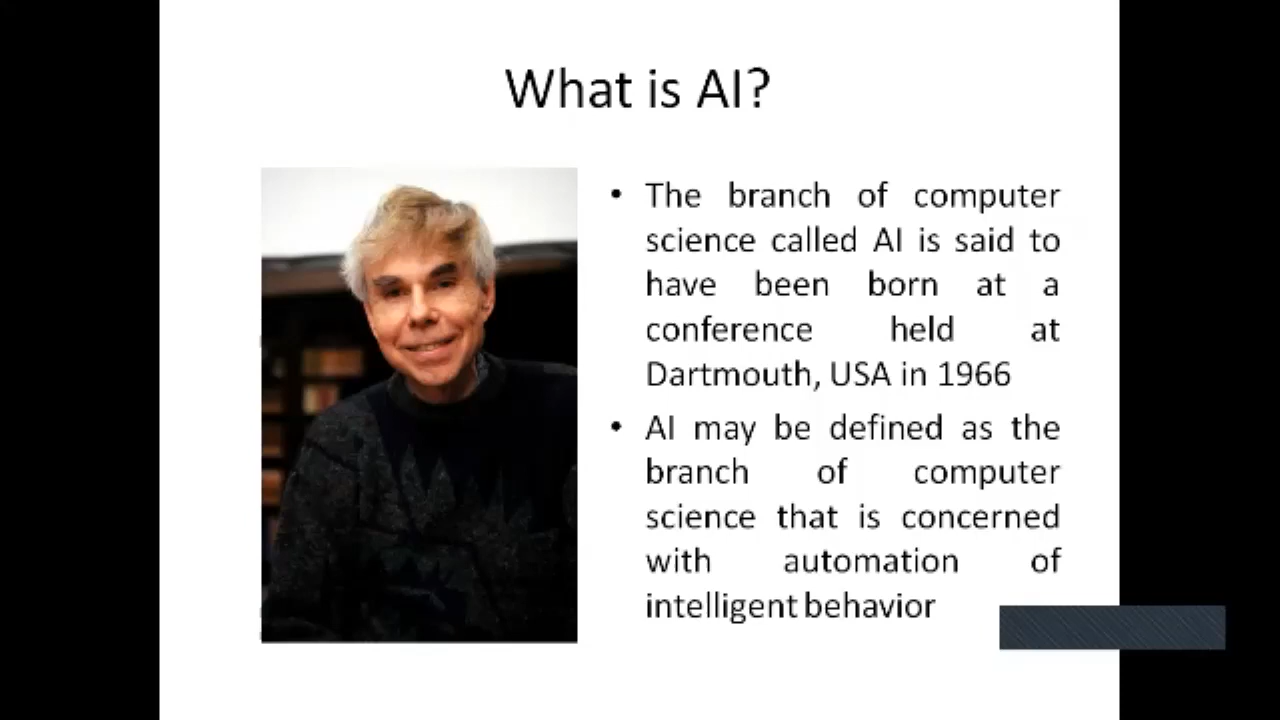 What is AI?
• The branch of computer
science called AI is said to
have been born at a
conference held at
Dartmouth, USA in 1966
• AI may be defined as the
branch of computer
science that is concerned
with automation of
intelligent behavior